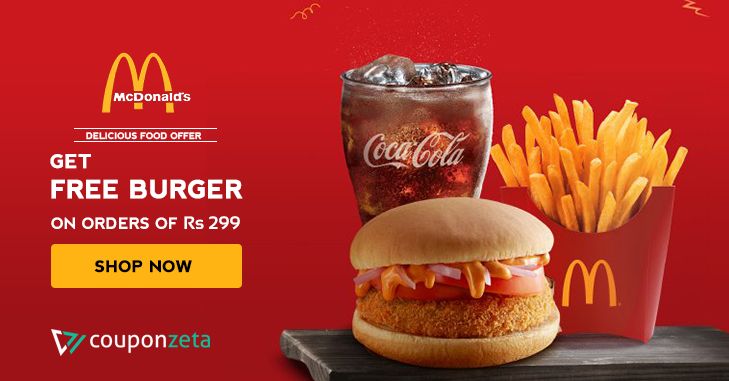 McDonald's
DELICIOUS FOOD OFFER
GET
FREE BURGER
ON ORDERS OF Rs 299
SHOP NOW
couponzeta
Coca-Cola